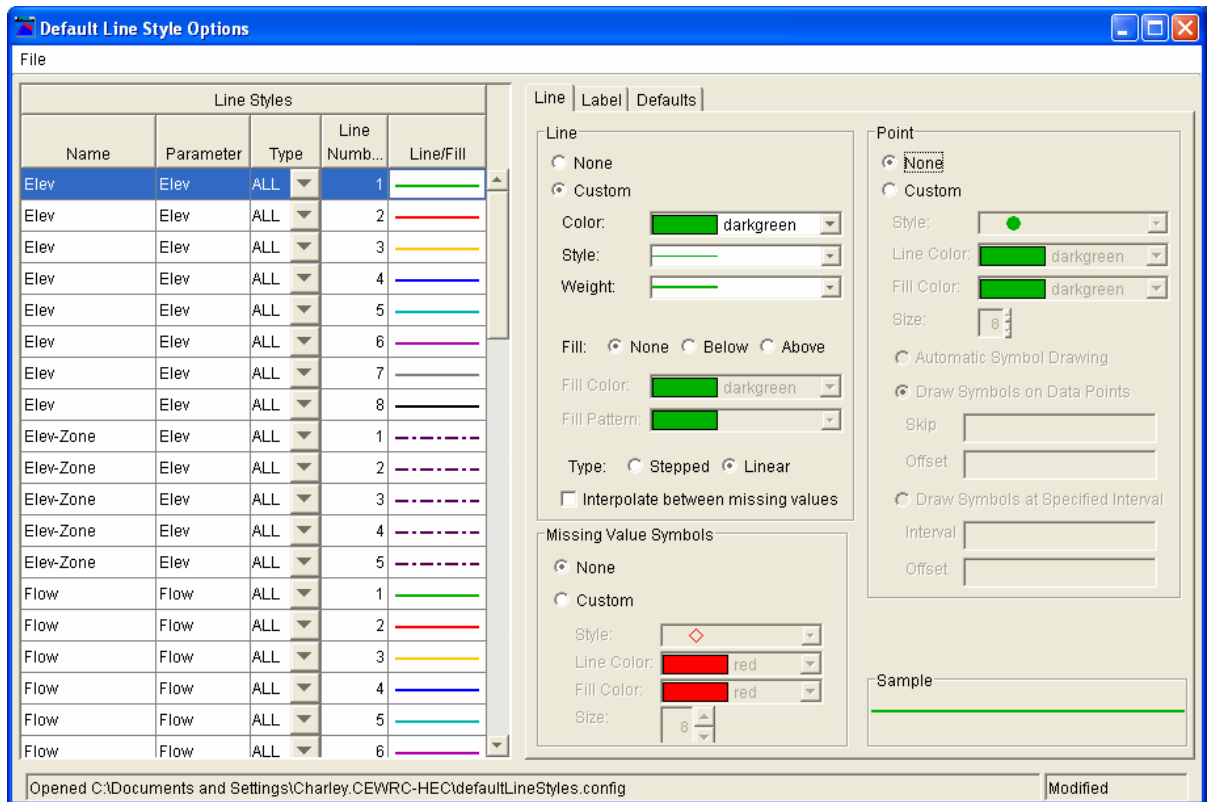 Default Line Style Options
File
Line Styles
Name Parameter Type Line Numb... Line/Fill
Elev Elev ALL 1
Elev Elev ALL 2
Elev Elev ALL 3
Elev Elev ALL 4
Elev Elev ALL 5
Elev Elev ALL 6
Elev Elev ALL 7
Elev Elev ALL 8
Elev-Zone Elev ALL 1
Elev-Zone Elev ALL 2
Elev-Zone Elev ALL 3
Elev-Zone Elev ALL 4
Elev-Zone Elev ALL 5
Flow Flow ALL 1
Flow Flow ALL 2
Flow Flow ALL 3
Flow Flow ALL 4
Flow Flow ALL 5
Flow Flow ALL 6
Line Label Defaults
Line
None
Custom
Color: darkgreen
Style:
Weight:
Fill: None Below Above
Fill Color: darkgreen
Fill Pattern:
Type: Stepped Linear
Interpolate between missing values
Missing Value Symbols
None
Custom
Style:
Line Color: red
Fill Color: red
Size: 8
Point
None
Custom
Style:
Line Color: darkgreen
Fill Color: darkgreen
Size: 8
Automatic Symbol Drawing
Draw Symbols on Data Points
Skip
Offset
Draw Symbols at Specified Interval
Interval
Offset
Sample
Opened C:\Documents and Settings\Charley.CEWRC-HEC\defaultLineStyles.config
Modified